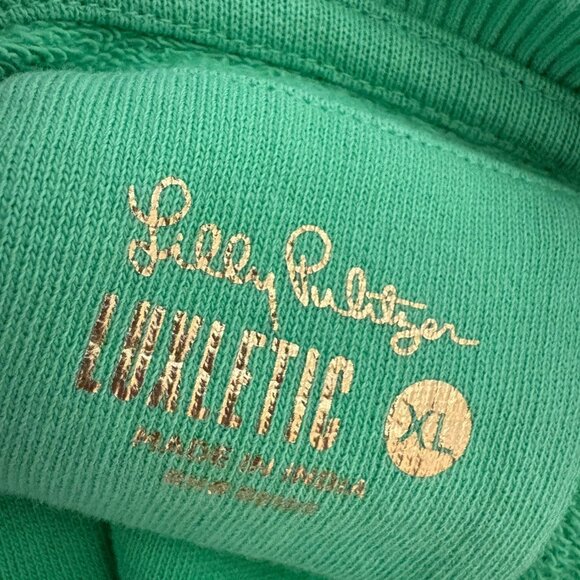 Lilly Pulitzer
LUXLETIC
XL
MADE IN INDIA